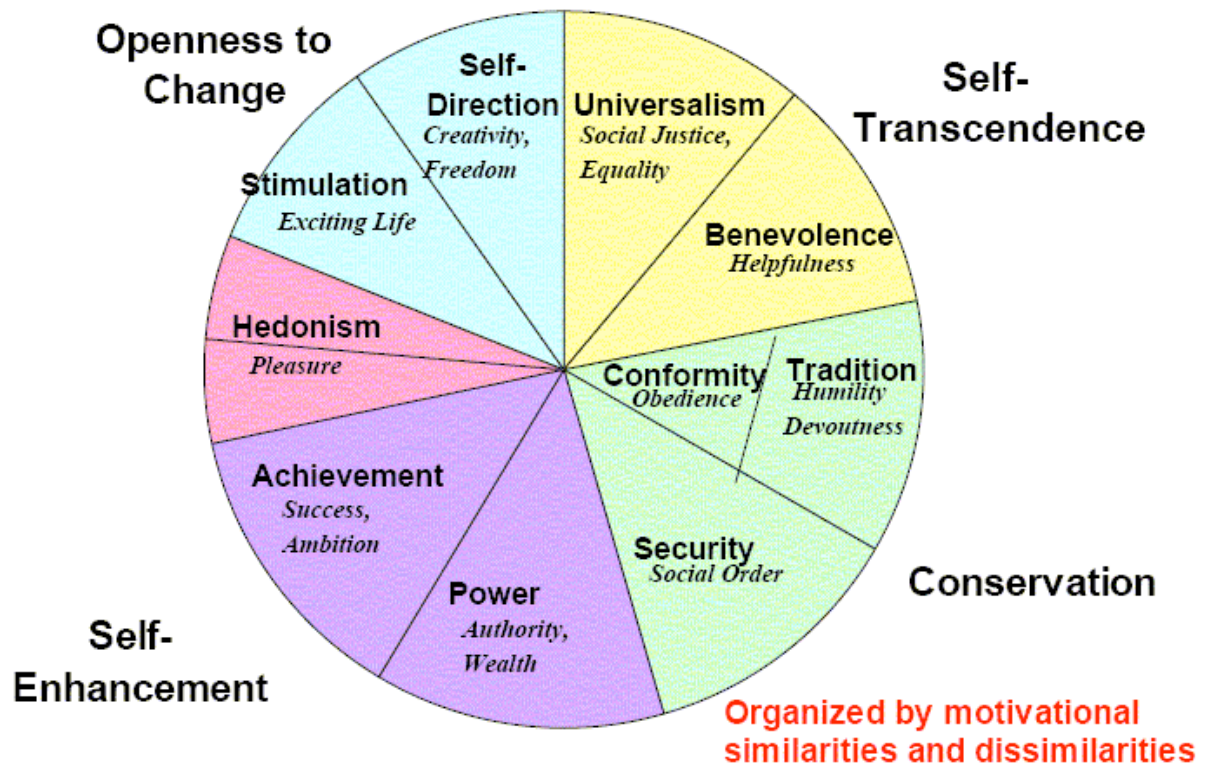 Openness to
Change
Self-
Transcendence
Self-
Direction
Creativity,
Freedom
Universalism
Social Justice,
Equality
Stimulation
Exciting Life
Benevolence
Helpfulness
Hedonism
Pleasure
Conformity
Obedience
Tradition
Humility
Devoutness
Achievement
Success,
Ambition
Security
Social Order
Power
Authority,
Wealth
Conservation
Self-
Enhancement
Organized by motivational
similarities and dissimilarities